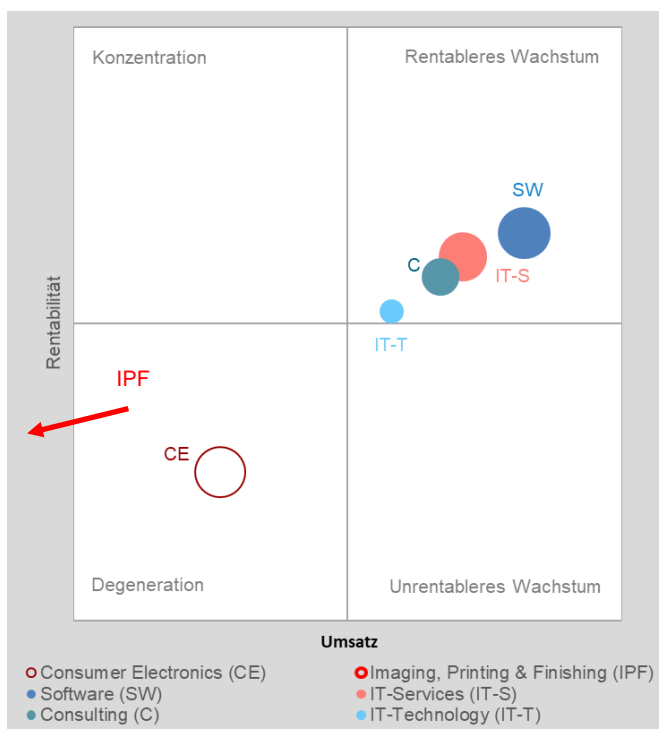 Konzentration
Rentableres Wachstum
SW
C
IT-S
IT-T
Rentabilität
IPF
CE
Degeneration
Unrentableres Wachstum
Umsatz
Consumer Electronics (CE)
Imaging, Printing & Finishing (IPF)
Software (SW)
IT-Services (IT-S)
Consulting (C)
IT-Technology (IT-T)